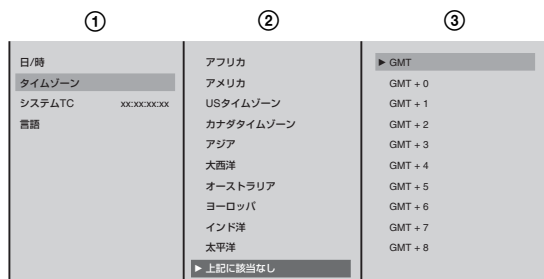 ① ② ③
日/時
タイムゾーン
システムTC xx:xx:xx:xx
言語
アフリカ
アメリカ
USタイムゾーン
カナダタイムゾーン
アジア
大西洋
オーストラリア
ヨーロッパ
インド洋
太平洋
▶ 上記に該当なし
▶ GMT
GMT + 0
GMT + 1
GMT + 2
GMT + 3
GMT + 4
GMT + 5
GMT + 6
GMT + 7
GMT + 8